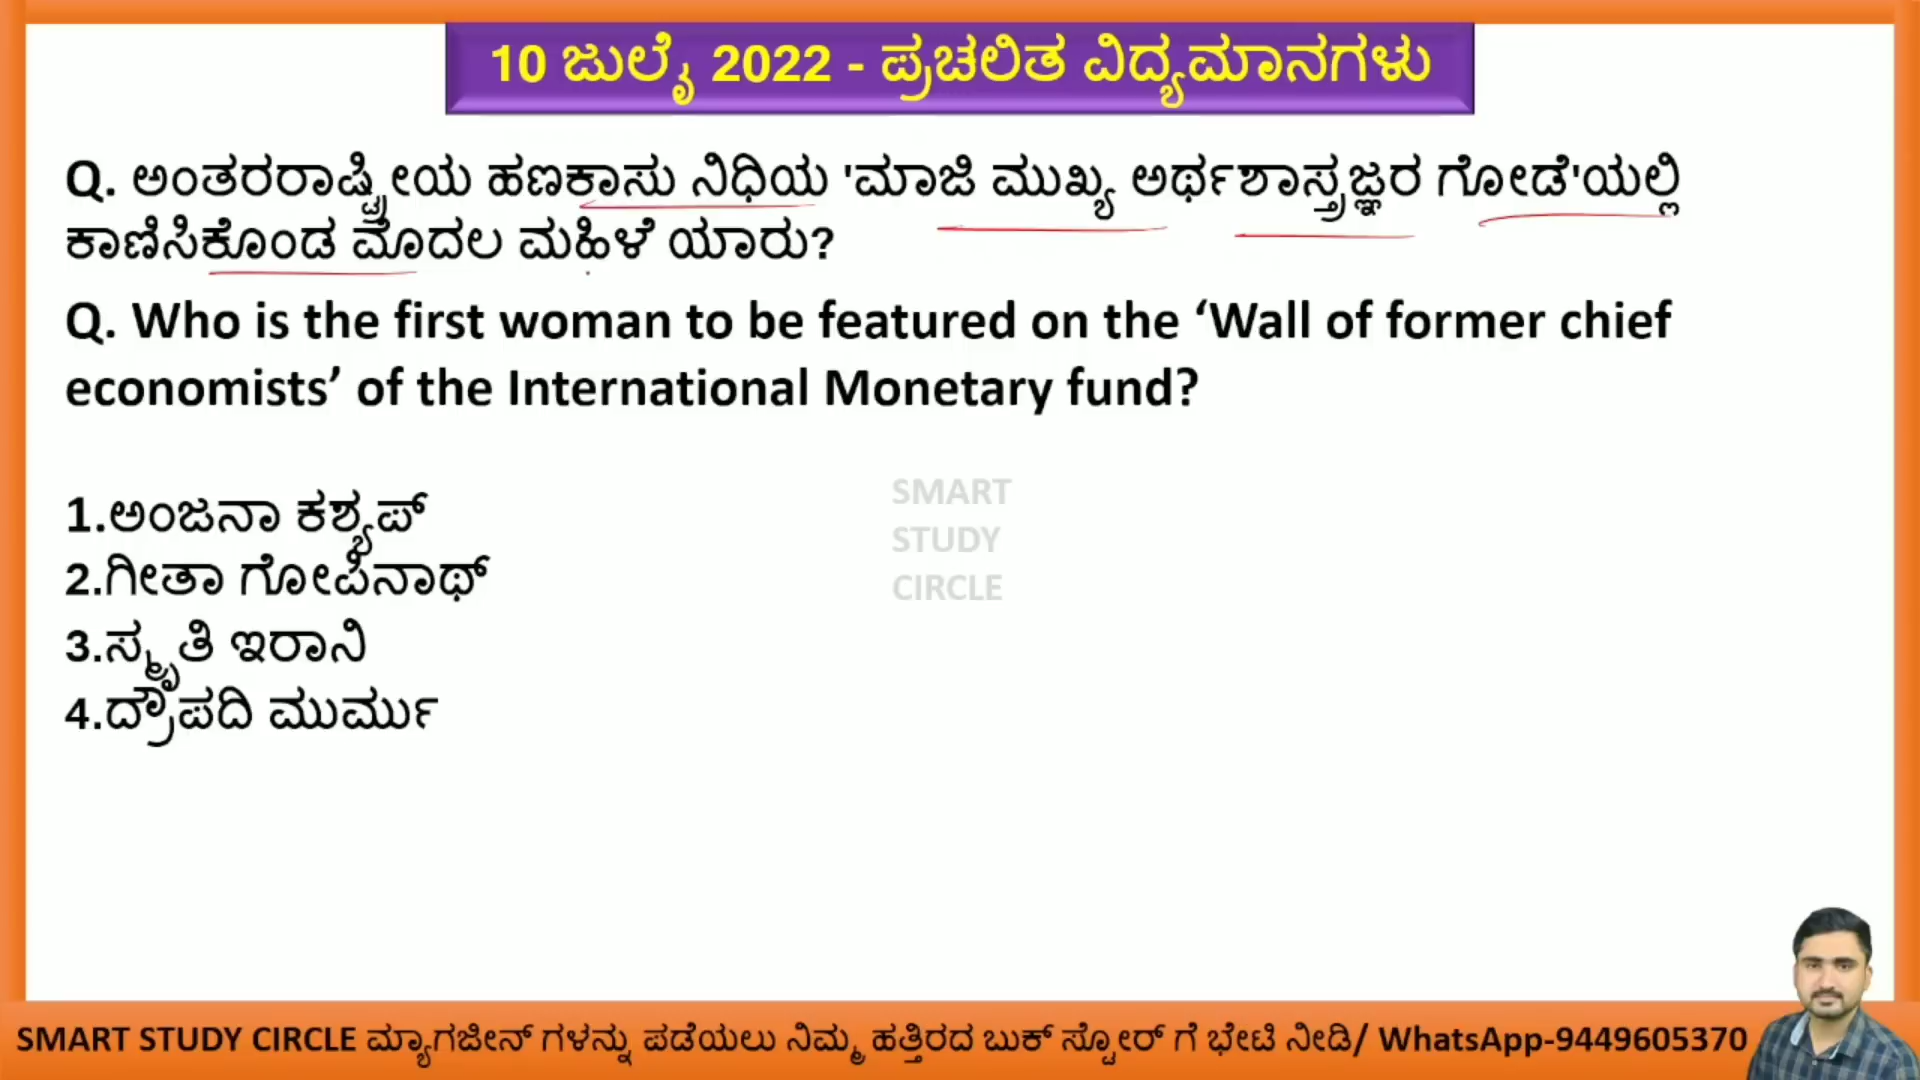 10 ಜುಲೈ 2022 - ಪ್ರಚಲಿತ ವಿದ್ಯಮಾನಗಳು
Q. ಅಂತರರಾಷ್ಟ್ರೀಯ ಹಣಕಾಸು ನಿಧಿಯ 'ಮಾಜಿ ಮುಖ್ಯ ಅರ್ಥಶಾಸ್ತ್ರಜ್ಞರ ಗೋಡೆ'ಯಲ್ಲಿ
ಕಾಣಿಸಿಕೊಂಡ ಮೊದಲ ಮಹಿಳೆ ಯಾರು?
Q. Who is the first woman to be featured on the ‘Wall of former chief
economists’ of the International Monetary fund?
1.ಅಂಜನಾ ಕಶ್ಯಪ್
2.ಗೀತಾ ಗೋಪಿನಾಥ್
3.ಸ್ಮೃತಿ ಇರಾನಿ
4.ದ್ರೌಪದಿ ಮುರ್ಮು
SMART
STUDY
CIRCLE
SMART STUDY CIRCLE ಮ್ಯಾಗಜೀನ್ ಗಳನ್ನು ಪಡೆಯಲು ನಿಮ್ಮ ಹತ್ತಿರದ ಬುಕ್ ಸ್ಟೋರ್ ಗೆ ಭೇಟಿ ನೀಡಿ/ WhatsApp-9449605370